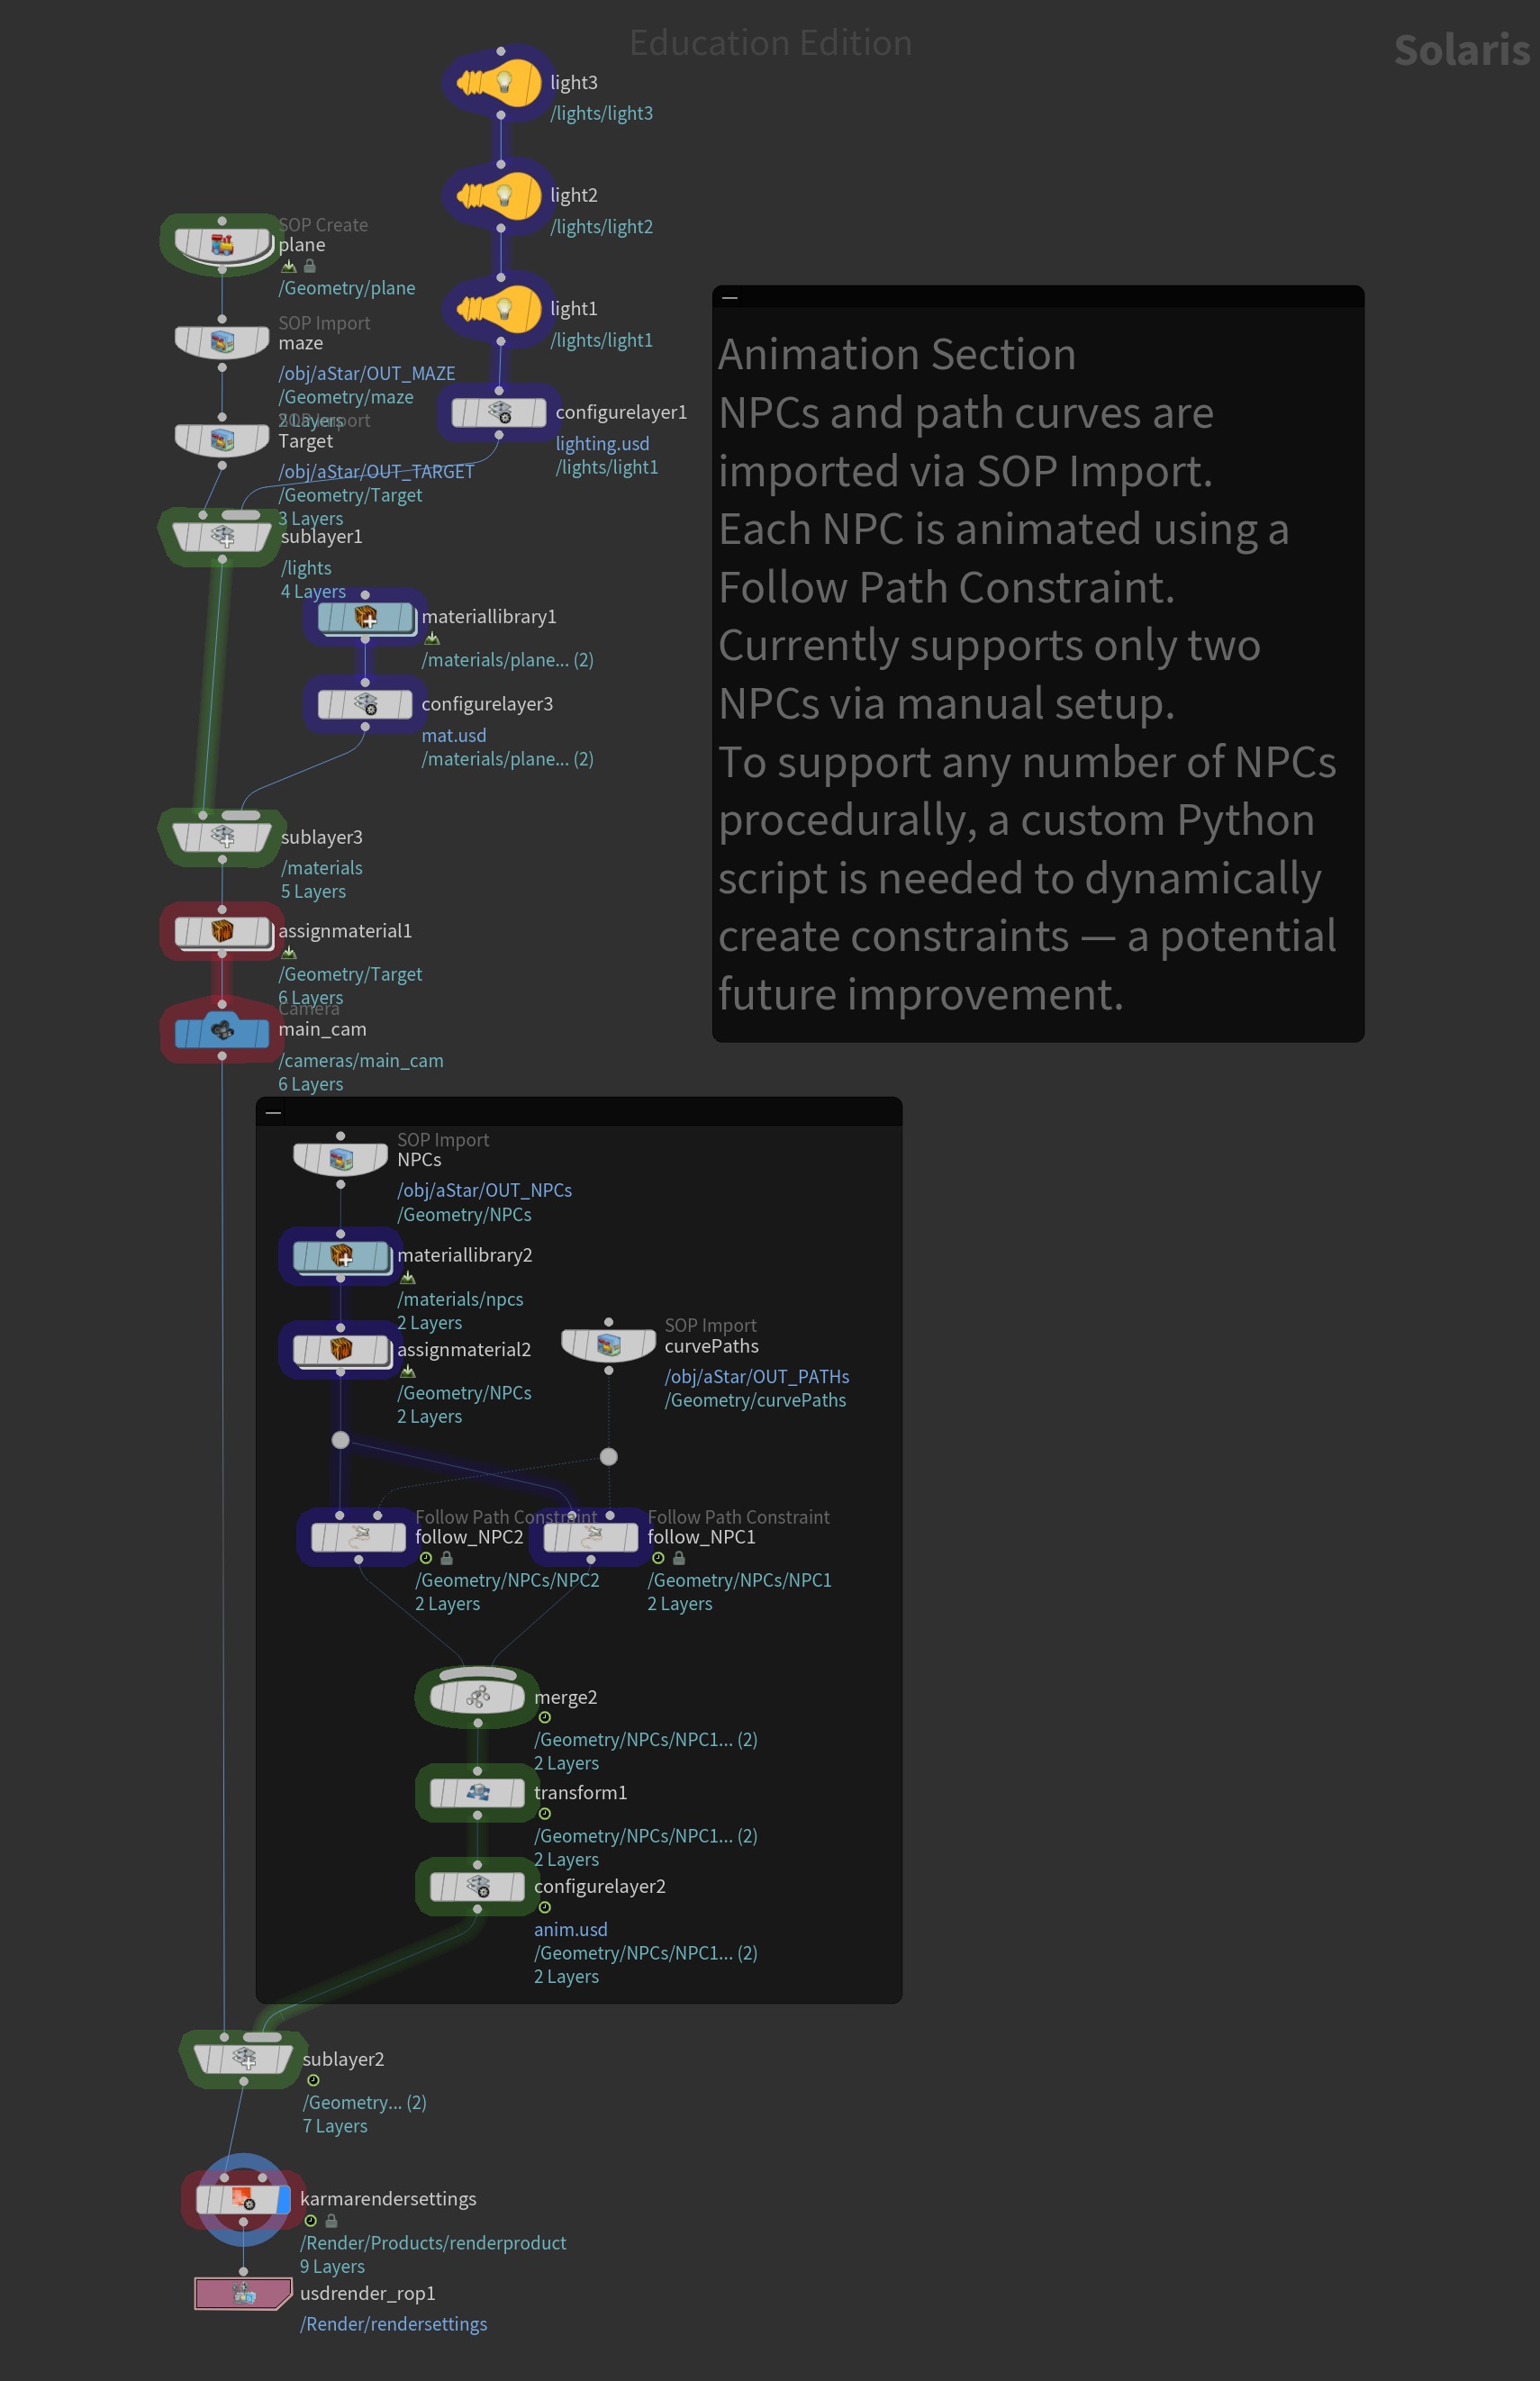 Education Edition
Solaris
light3
/lights/light3
light2
/lights/light2
SOP Create
plane
/Geometry/plane
light1
/lights/light1
SOP Import
maze
/obj/aStar/OUT_MAZE
/Geometry/maze
2 Layers
configurelayer1
lighting.usd
/lights/light1
SOP Import
Target
/obj/aStar/OUT_TARGET
/Geometry/Target
3 Layers
sublayer1
/lights
4 Layers
materiallibrary1
/materials/plane... (2)
configurelayer3
mat.usd
/materials/plane... (2)
sublayer3
/materials
5 Layers
assignmaterial1
/Geometry/Target
6 Layers
Camera
main_cam
/cameras/main_cam
6 Layers
Animation Section
NPCs and path curves are
imported via SOP Import.
Each NPC is animated using a
Follow Path Constraint.
Currently supports only two
NPCs via manual setup.
To support any number of NPCs
procedurally, a custom Python
script is needed to dynamically
create constraints — a potential
future improvement.
SOP Import
NPCs
/obj/aStar/OUT_NPCs
/Geometry/NPCs
materiallibrary2
/materials/npcs
2 Layers
assignmaterial2
/Geometry/NPCs
2 Layers
SOP Import
curvePaths
/obj/aStar/OUT_PATHs
/Geometry/curvePaths
Follow Path Constraint
follow_NPC2
/Geometry/NPCs/NPC2
2 Layers
Follow Path Constraint
follow_NPC1
/Geometry/NPCs/NPC1
2 Layers
merge2
/Geometry/NPCs/NPC1... (2)
2 Layers
transform1
/Geometry/NPCs/NPC1... (2)
2 Layers
configurelayer2
anim.usd
/Geometry/NPCs/NPC1... (2)
2 Layers
sublayer2
/Geometry... (2)
7 Layers
karmarendersettings
/Render/Products/renderproduct
9 Layers
usdrender_rop1
/Render/rendersettings